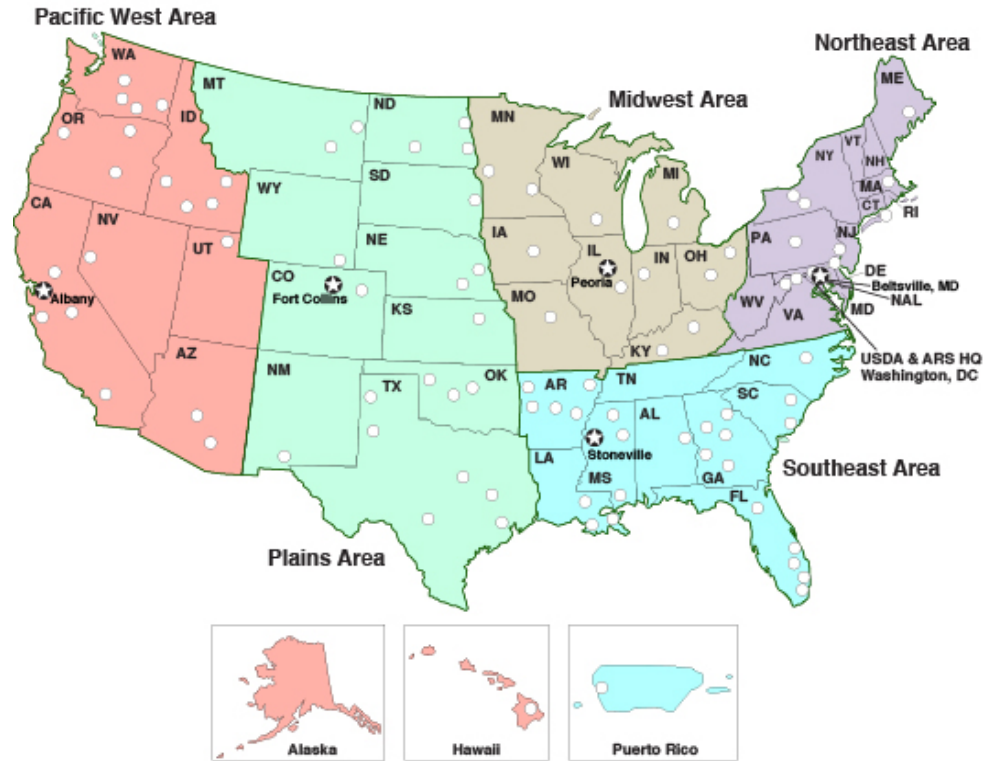 Pacific West Area
Northeast Area
Midwest Area
WA
MT
ND
MN
ME
OR
ID
WI
MI
NY
VT
NH
MA
CT
RI
SD
WY
CA
NV
UT
NE
IA
IL
IN
OH
PA
NJ
DE
Beltsville, MD
NAL
MD
CO
Fort Collins
Albany
Peoria
MO
KS
WV
VA
KY
USDA & ARS HQ
Washington, DC
AZ
NM
TX
OK
AR
TN
NC
SC
AL
Stoneville
LA
MS
GA
FL
Southeast Area
Plains Area
Alaska
Hawaii
Puerto Rico